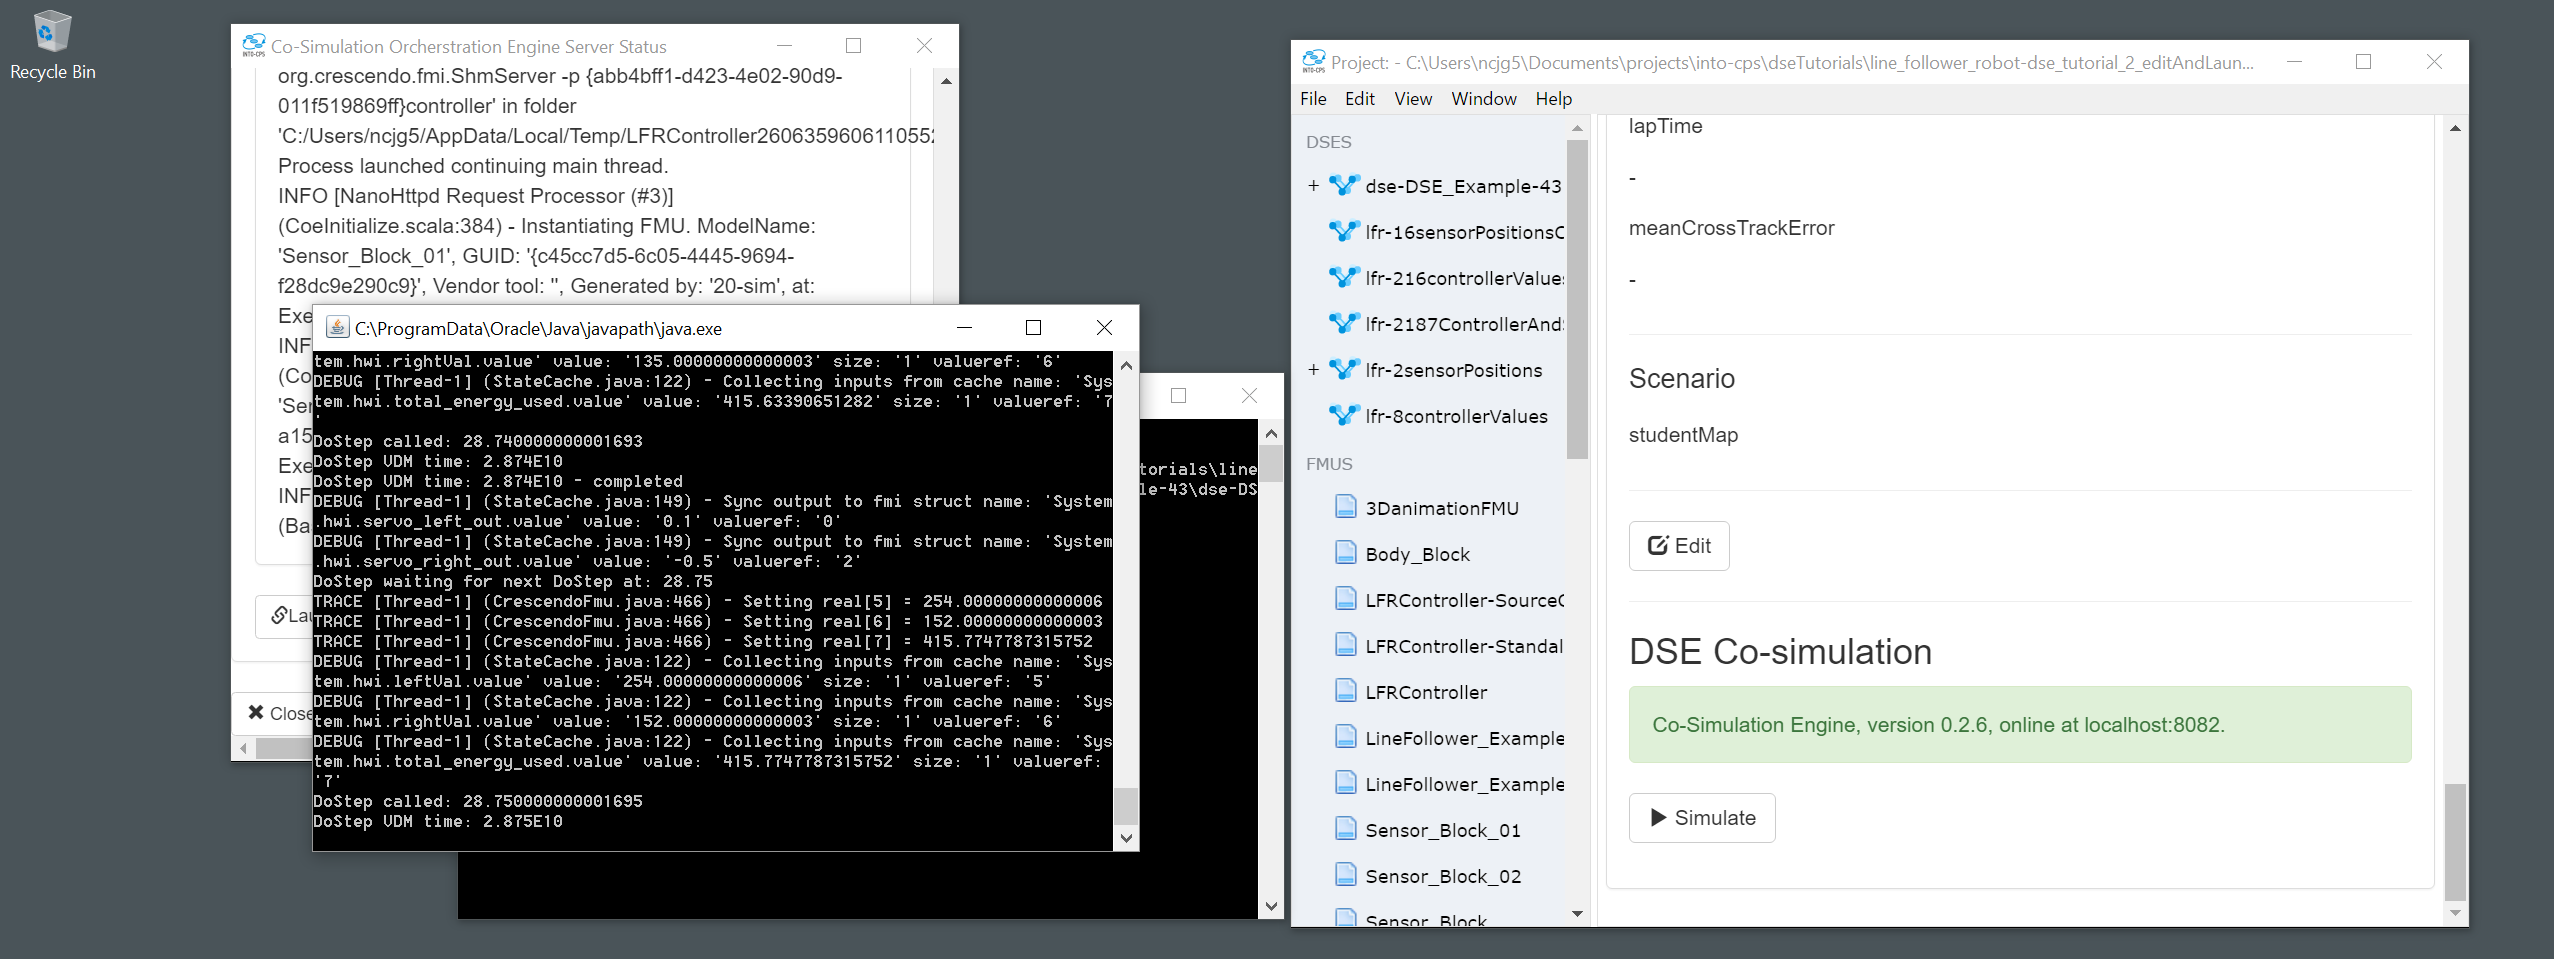 Recycle Bin
INTO-CPS
Co-Simulation Orcherstration Engine Server Status
org.crescendo.fmi.ShmServer -p {abb4bff1-d423-4e02-90d9-
011f519869ff}controller' in folder
'C:/Users/ncjg5/AppData/Local/Temp/LFRController2606359606110552
Process launched continuing main thread.
INFO [NanoHttpd Request Processor (#3)]
(CoeInitialize.scala:384) - Instantiating FMU. ModelName:
'Sensor_Block_01', GUID: '{c45cc7d5-6c05-4445-9694-
f28dc9e290c9}', Vendor tool: '', Generated by: '20-sim', at:
Exe
INF
(Co
'Sen
a15
Exe
INF
(Ba
Lau
Close
C:\ProgramData\Oracle\Java\javapath\java.exe
tem.hwi.rightVal.value' value: '135.00000000000003' size: '1' valueref: '6'
DEBUG [Thread-1] (StateCache.java:122) - Collecting inputs from cache name: 'Sys
tem.hwi.total_energy_used.value' value: '415.63390651282' size: '1' valueref: '7
'
DoStep called: 28.740000000001693
DoStep VDM time: 2.874E10
DoStep VDM time: 2.874E10 - completed
DEBUG [Thread-1] (StateCache.java:149) - Sync output to fmi struct name: 'System
.hwi.servo_left_out.value' value: '0.1' valueref: '0'
DEBUG [Thread-1] (StateCache.java:149) - Sync output to fmi struct name: 'System
.hwi.servo_right_out.value' value: '-0.5' valueref: '2'
DoStep waiting for next DoStep at: 28.75
TRACE [Thread-1] (CrescendoFmu.java:466) - Setting real[5] = 254.00000000000006
TRACE [Thread-1] (CrescendoFmu.java:466) - Setting real[6] = 152.00000000000003
TRACE [Thread-1] (CrescendoFmu.java:466) - Setting real[7] = 415.7747787315752
DEBUG [Thread-1] (StateCache.java:122) - Collecting inputs from cache name: 'Sys
tem.hwi.leftVal.value' value: '254.00000000000006' size: '1' valueref: '5'
DEBUG [Thread-1] (StateCache.java:122) - Collecting inputs from cache name: 'Sys
tem.hwi.rightVal.value' value: '152.00000000000003' size: '1' valueref: '6'
DEBUG [Thread-1] (StateCache.java:122) - Collecting inputs from cache name: 'Sys
tem.hwi.total_energy_used.value' value: '415.7747787315752' size: '1' valueref:
'7'
DoStep called: 28.750000000001695
DoStep VDM time: 2.875E10
torials\line
le-43\dse-DS
INTO-CPS
Project: - C:\Users\ncjg5\Documents\projects\into-cps\dseTutorials\line_follower_robot-dse_tutorial_2_editAndLaun...
File Edit View Window Help
DSES
+ dse-DSE_Example-43
lfr-16sensorPositionsC
lfr-216controllerValues
lfr-2187ControllerAnd
+ lfr-2sensorPositions
lfr-8controllerValues
FMUS
3DanimationFMU
Body_Block
LFRController-SourceC
LFRController-Standal
LFRController
LineFollower_Example
LineFollower_Example
Sensor_Block_01
Sensor_Block_02
Sensor_Block
lapTime
-
meanCrossTrackError
-
Scenario
studentMap
Edit
DSE Co-simulation
Co-Simulation Engine, version 0.2.6, online at localhost:8082.
Simulate